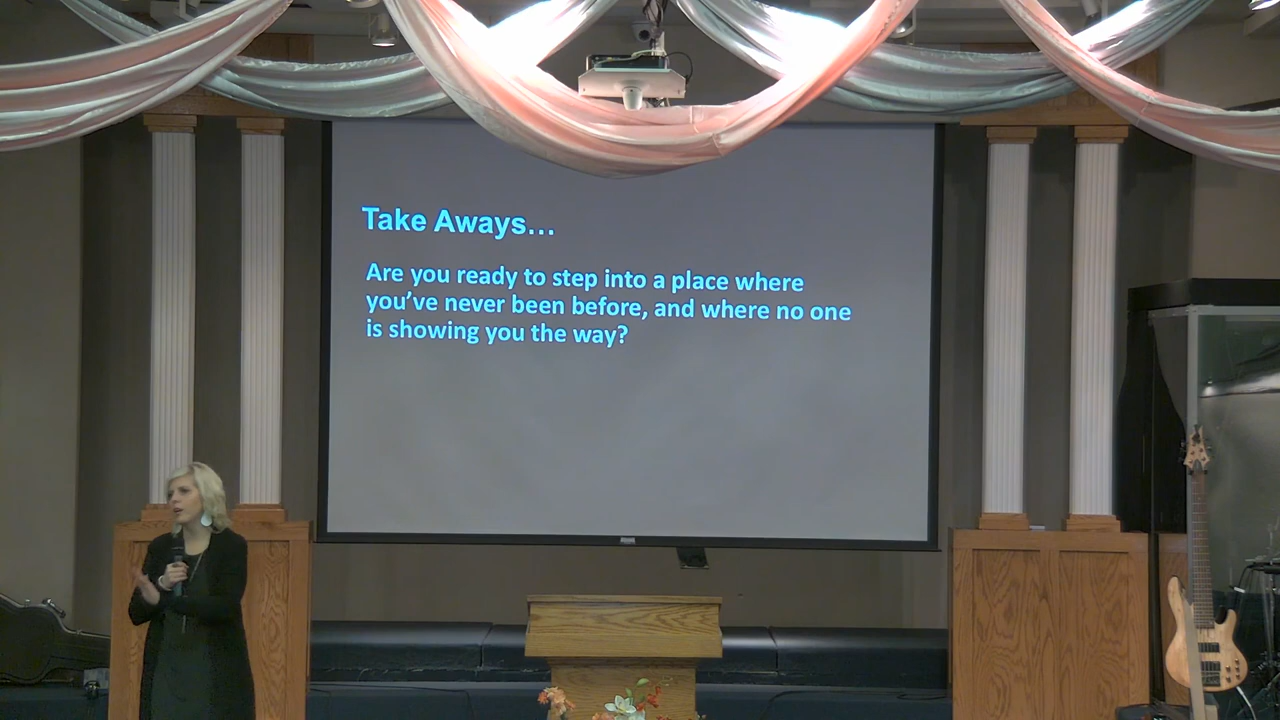 Take Aways...
Are you ready to step into a place where
you've never been before, and where no one
is showing you the way?